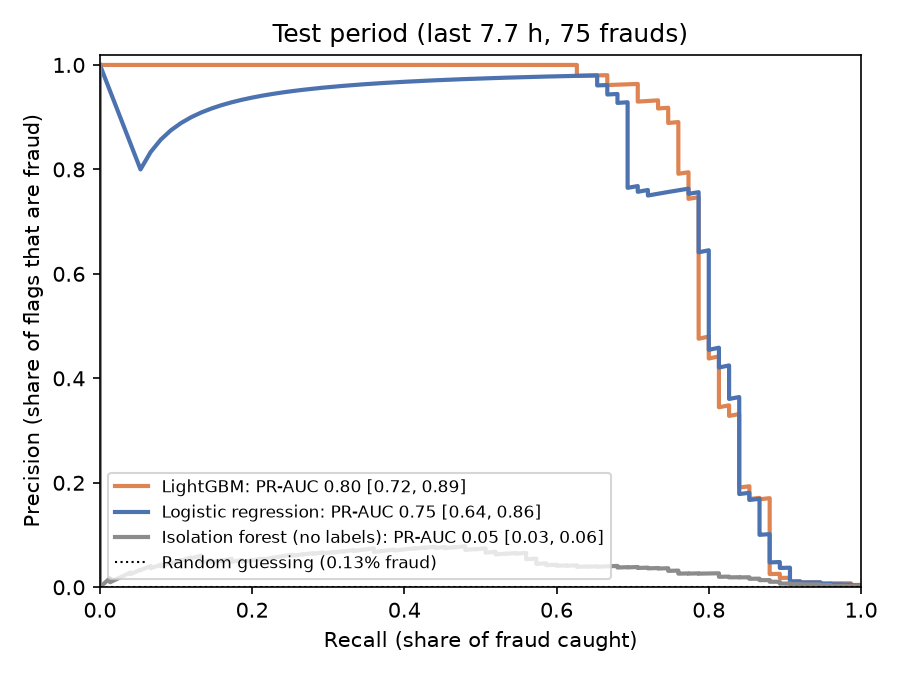 Test period (last 7.7 h, 75 frauds)
Precision (share of flags that are fraud)
1.0
0.8
0.6
0.4
0.2
0.0
LightGBM: PR-AUC 0.80 [0.72, 0.89]
Logistic regression: PR-AUC 0.75 [0.64, 0.86]
Isolation forest (no labels): PR-AUC 0.05 [0.03, 0.06]
Random guessing (0.13% fraud)
0.0 0.2 0.4 0.6 0.8 1.0
Recall (share of fraud caught)